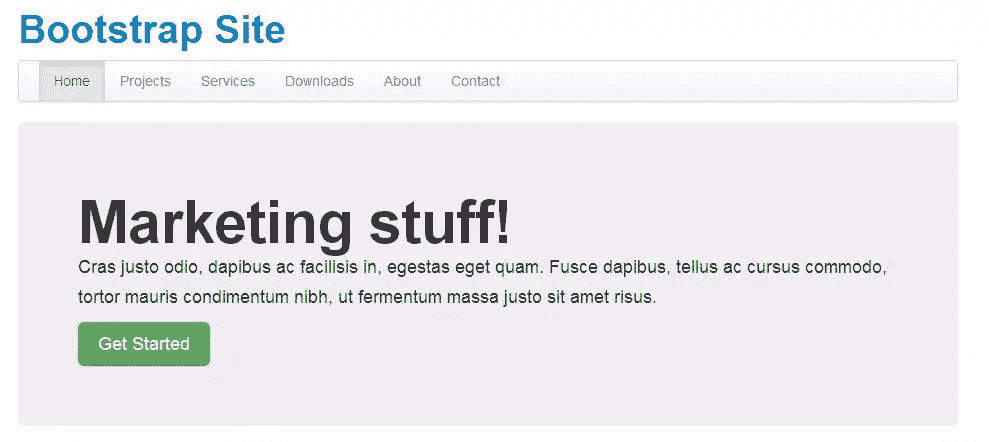 Bootstrap Site
Home Projects Services Downloads About Contact
Marketing stuff!
Cras justo odio, dapibus ac facilisis in, egestas eget quam. Fusce dapibus, tellus ac cursus commodo,
tortor mauris condimentum nibh, ut fermentum massa justo sit amet risus.
Get Started